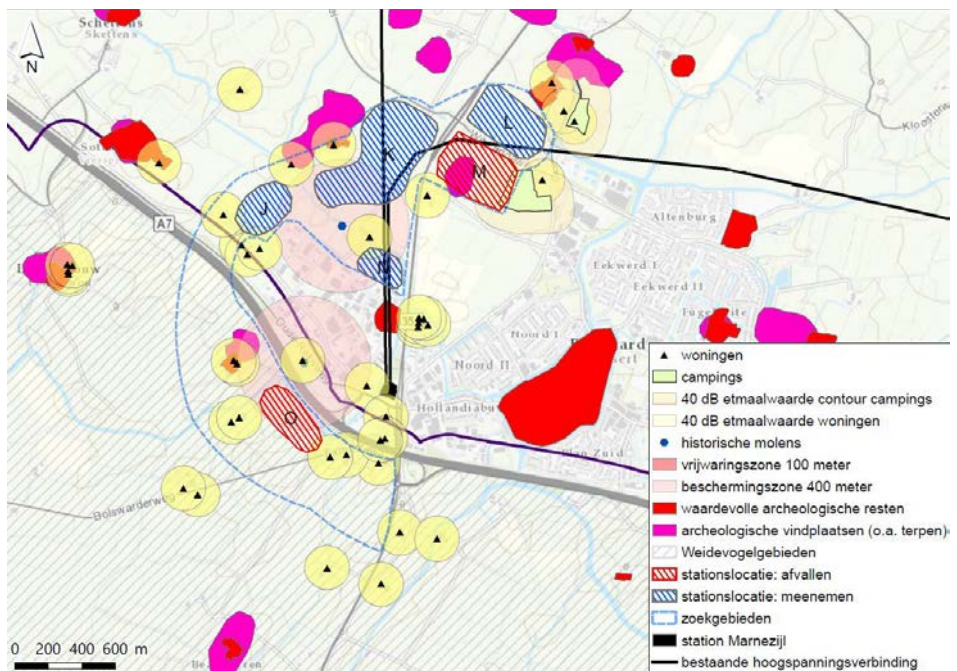 Schettens
Skettens
N
A7
Kloosterw
L
K
M
J
N
O
Altenburg
Eekwerd I
Eekwerd II
Noord I
Noord II
Plan Zuid
Bolswarderweg
woningen
campings
40 dB etmaalwaarde contour campings
40 dB etmaalwaarde woningen
historische molens
vrijwaringszone 100 meter
beschermingszone 400 meter
waardevolle archeologische resten
archeologische vindplaatsen (o.a. terpen)
Weidevogelgebieden
stationslocatie: afvallen
stationslocatie: meenemen
zoekgebieden
station Marnezijl
bestaande hoogspanningsverbinding
0 200 400 600 m